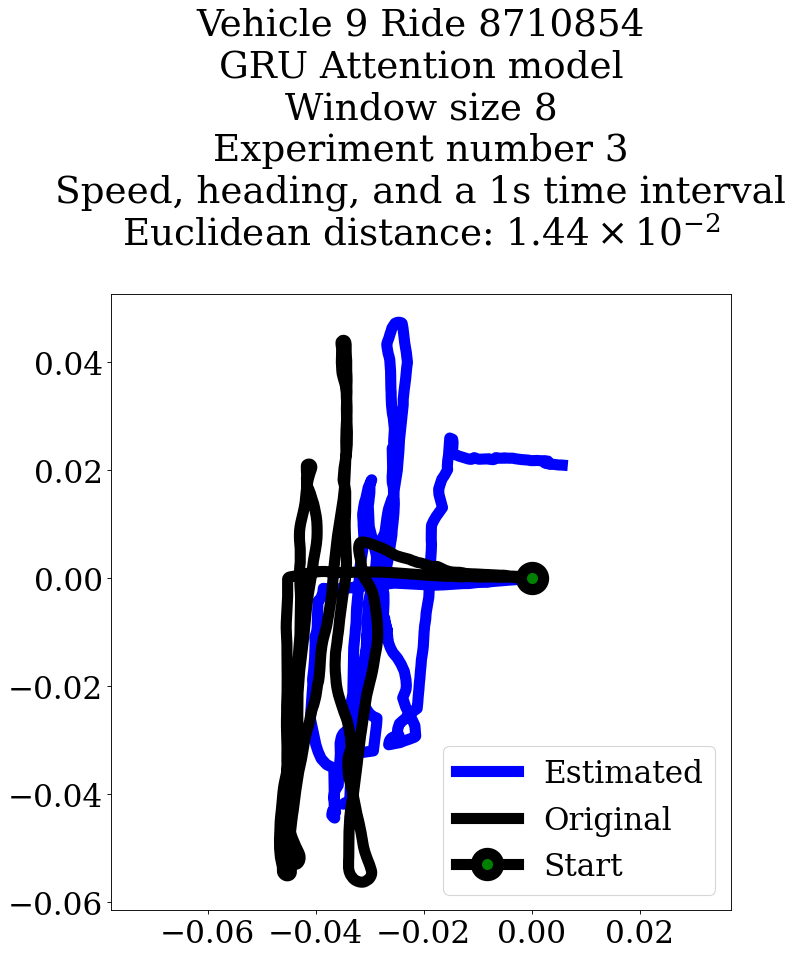 Vehicle 9 Ride 8710854
GRU Attention model
Window size 8
Experiment number 3
Speed, heading, and a 1s time interval
Euclidean distance: 1.44 × 10⁻²
0.04
0.02
0.00
−0.02
−0.04
−0.06
Estimated
Original
Start
−0.06 −0.04 −0.02 0.00 0.02